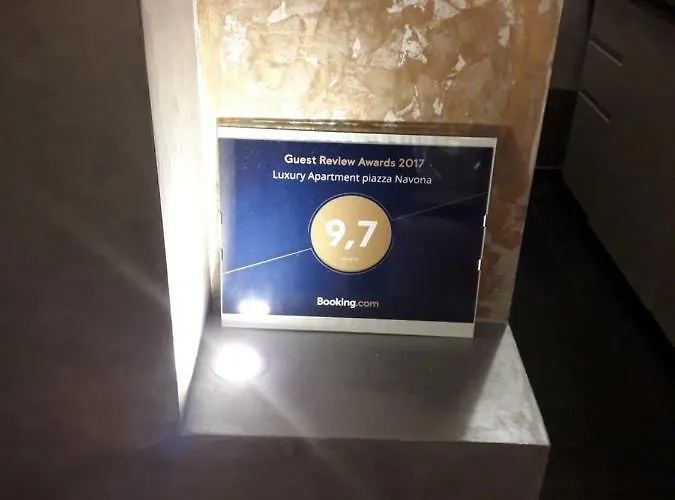 Guest Review Awards 2017
Luxury Apartment piazza Navona
9,7
Booking.com